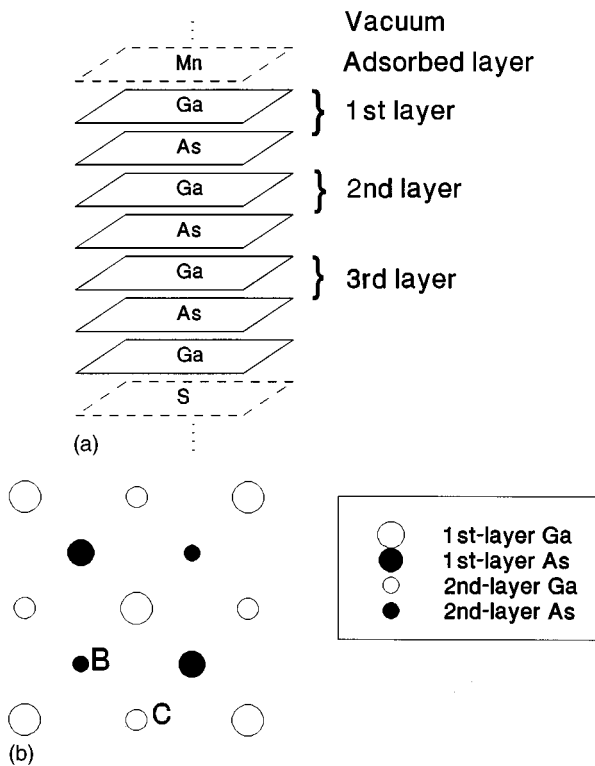 Vacuum
Mn Adsorbed layer
Ga } 1st layer
As
Ga } 2nd layer
As
Ga } 3rd layer
As
Ga
S
(a)
1st-layer Ga
1st-layer As
2nd-layer Ga
2nd-layer As
B
C
(b)